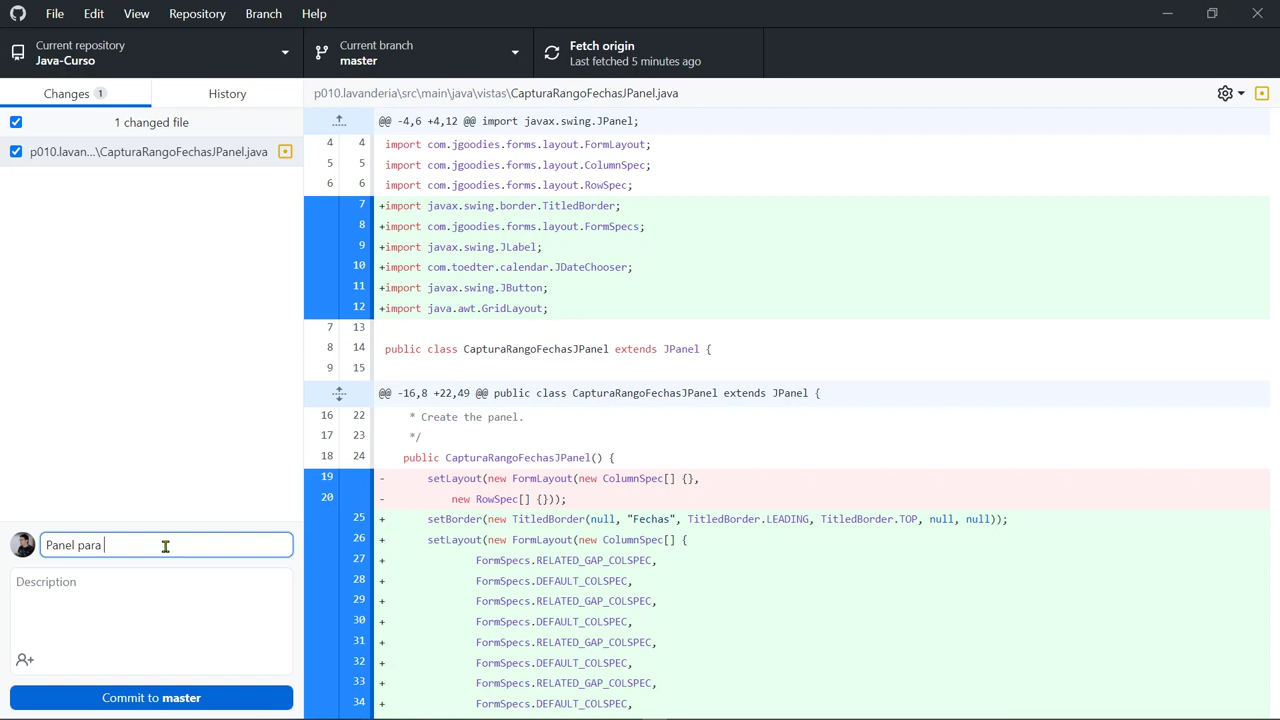 File Edit View Repository Branch Help
Current repository
Java-Curso
Current branch
master
Fetch origin
Last fetched 5 minutes ago
Changes 1
History
p010.lavanderia\src\main\java\vistas\CapturaRangoFechasJPanel.java
1 changed file
p010.lavan...\CapturaRangoFechasJPanel.java
@@ -4,6 +4,12 @@ import javax.swing.JPanel;
4 4 import com.jgoodies.forms.layout.FormLayout;
5 5 import com.jgoodies.forms.layout.ColumnSpec;
6 6 import com.jgoodies.forms.layout.RowSpec;
7 +import javax.swing.border.TitledBorder;
8 +import com.jgoodies.forms.layout.FormSpecs;
9 +import javax.swing.JLabel;
10 +import com.toedter.calendar.JDateChooser;
11 +import javax.swing.JButton;
12 +import java.awt.GridLayout;
7 13
8 14 public class CapturaRangoFechasJPanel extends JPanel {
9 15
@@ -16,8 +22,49 @@ public class CapturaRangoFechasJPanel extends JPanel {
16 22 * Create the panel.
17 23 */
18 24 public CapturaRangoFechasJPanel() {
19 - setLayout(new FormLayout(new ColumnSpec[] {},
20 - new RowSpec[] {}));
25 + setBorder(new TitledBorder(null, "Fechas", TitledBorder.LEADING, TitledBorder.TOP, null, null));
26 + setLayout(new FormLayout(new ColumnSpec[] {
27 + FormSpecs.RELATED_GAP_COLSPEC,
28 + FormSpecs.DEFAULT_COLSPEC,
29 + FormSpecs.RELATED_GAP_COLSPEC,
30 + FormSpecs.DEFAULT_COLSPEC,
31 + FormSpecs.RELATED_GAP_COLSPEC,
32 + FormSpecs.DEFAULT_COLSPEC,
33 + FormSpecs.RELATED_GAP_COLSPEC,
34 + FormSpecs.DEFAULT_COLSPEC,
Panel para
Description
Commit to master